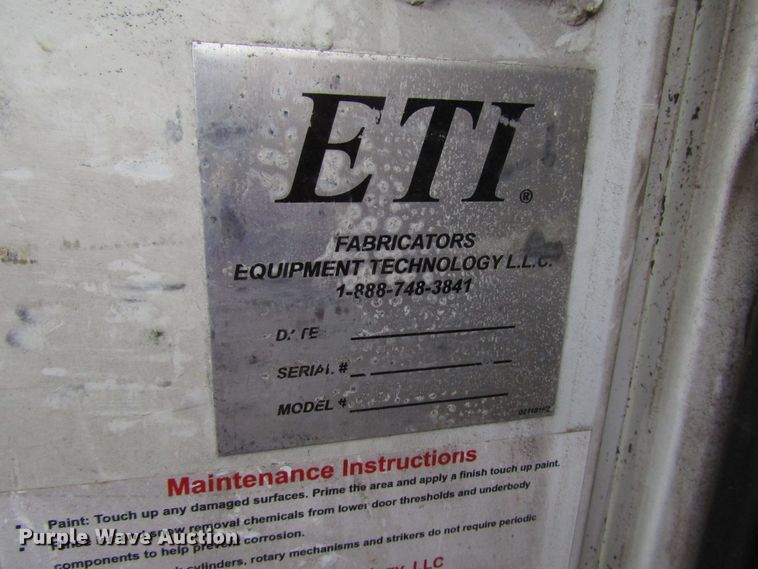 ETI®
FABRICATORS
EQUIPMENT TECHNOLOGY L.L.C.
1-888-748-3841
DATE
SERIAL #
MODEL #
Maintenance Instructions
Paint: Touch up any damaged surfaces. Prime the area and apply a finish touch up paint.
snow removal chemicals from lower door thresholds and underbody
components to help prevent corrosion.
cylinders, rotary mechanisms and strikers do not require periodic
LLC
Purple Wave Auction